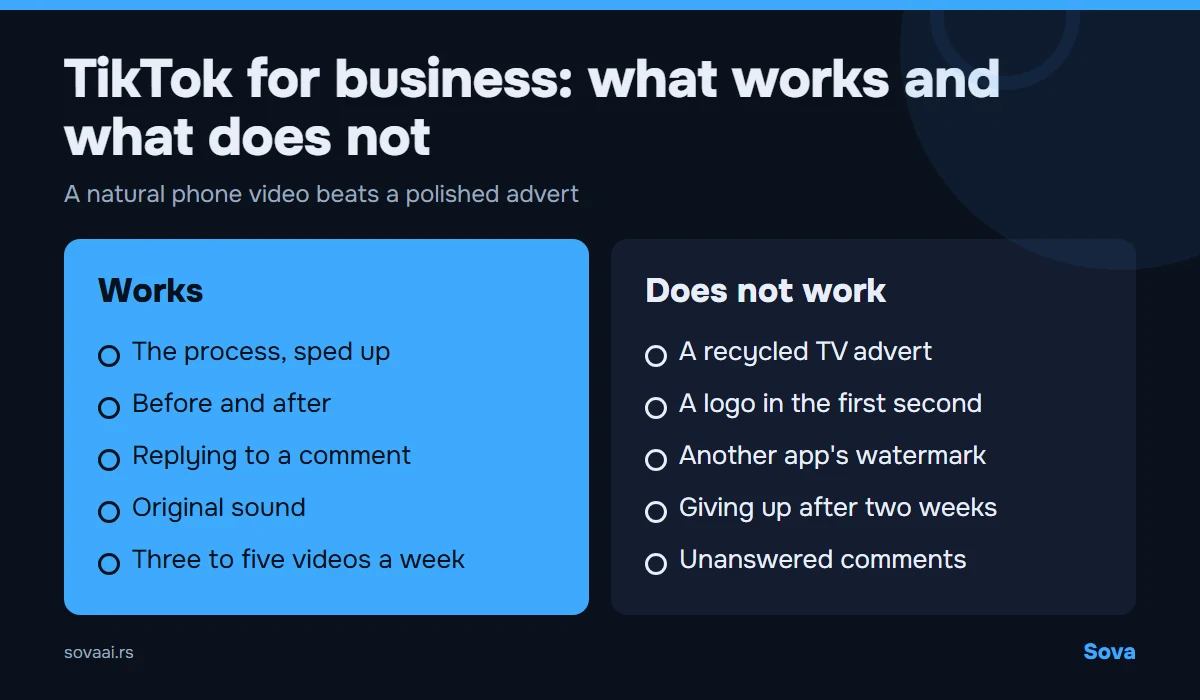 TikTok for business: what works and
what does not
A natural phone video beats a polished advert
Works
The process, sped up
Before and after
Replying to a comment
Original sound
Three to five videos a week
Does not work
A recycled TV advert
A logo in the first second
Another app's watermark
Giving up after two weeks
Unanswered comments
sovaai.rs
Sova